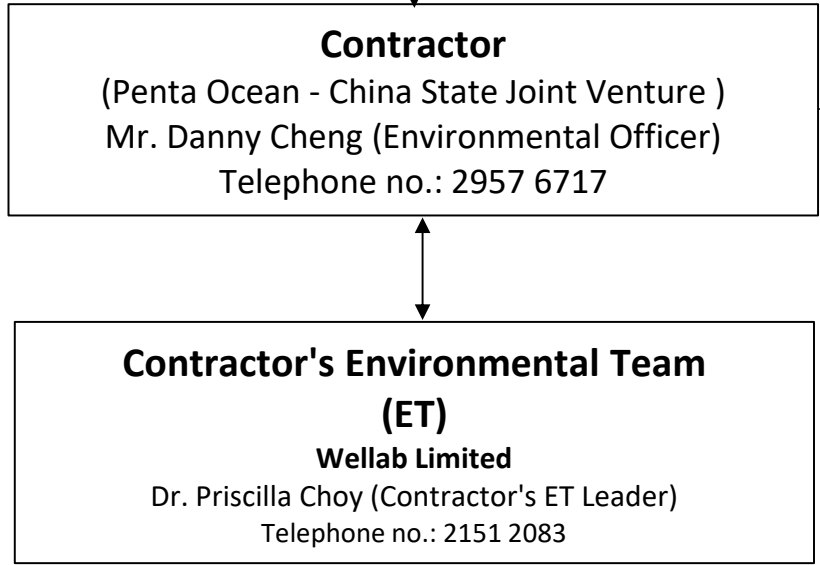 Contractor
(Penta Ocean - China State Joint Venture )
Mr. Danny Cheng (Environmental Officer)
Telephone no.: 2957 6717
Contractor's Environmental Team
(ET)
Wellab Limited
Dr. Priscilla Choy (Contractor's ET Leader)
Telephone no.: 2151 2083